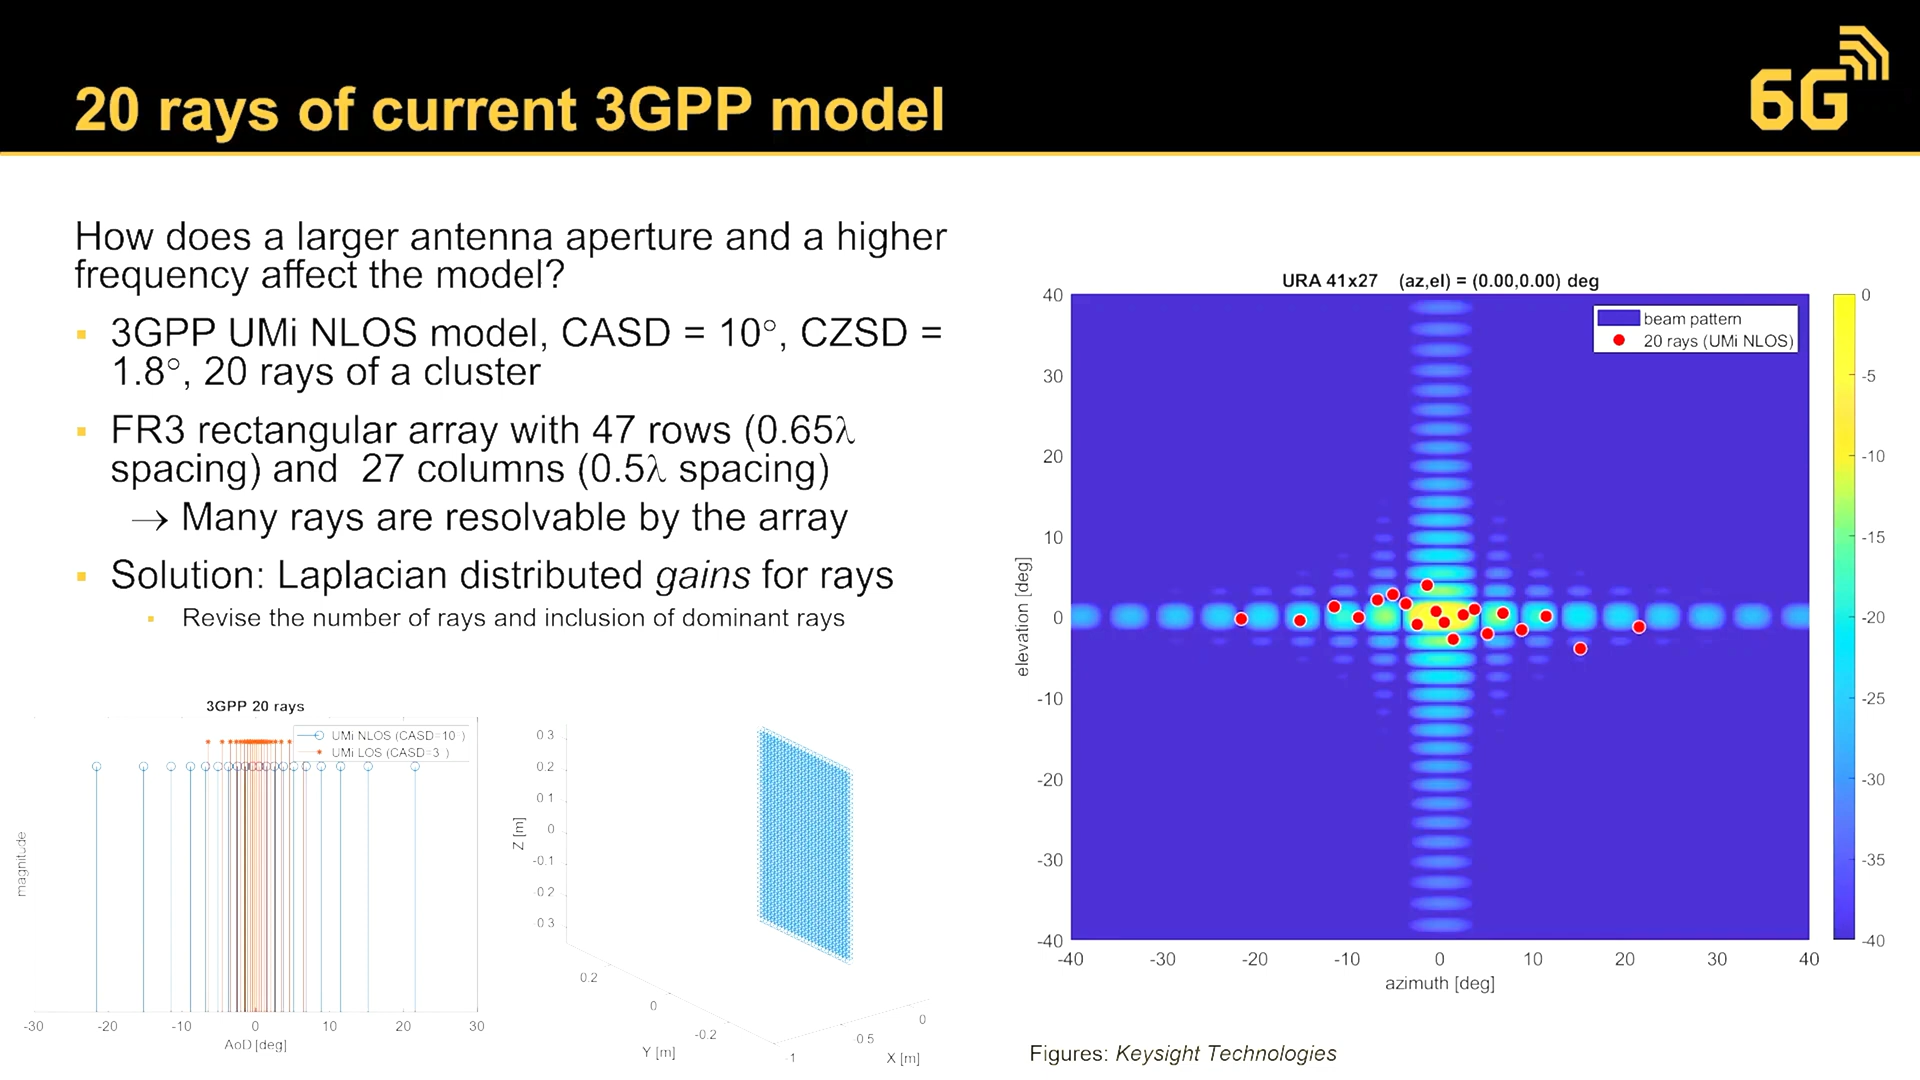 20 rays of current 3GPP model
6G
How does a larger antenna aperture and a higher
frequency affect the model?
▪ 3GPP UMi NLOS model, CASD = 10°, CZSD =
1.8°, 20 rays of a cluster
▪ FR3 rectangular array with 47 rows (0.65λ
spacing) and 27 columns (0.5λ spacing)
→ Many rays are resolvable by the array
▪ Solution: Laplacian distributed gains for rays
▪ Revise the number of rays and inclusion of dominant rays
3GPP 20 rays
UMi NLOS (CASD=10 )
UMi LOS (CASD=3 )
magnitude
-30 -20 -10 0 10 20 30
AoD [deg]
0 3
0.2
0 1
0
-0.1
-0 2
0 3
Z [m]
0.2
0
-0.2
Y [m]
-1
-0 5
0
X [m]
URA 41x27 (az,el) = (0.00,0.00) deg
beam pattern
20 rays (UMi NLOS)
40
30
20
10
0
-10
-20
-30
-40
elevation [deg]
-40 -30 -20 -10 0 10 20 30 40
azimuth [deg]
0
-5
-10
-15
-20
-25
-30
-35
-40
Figures: Keysight Technologies